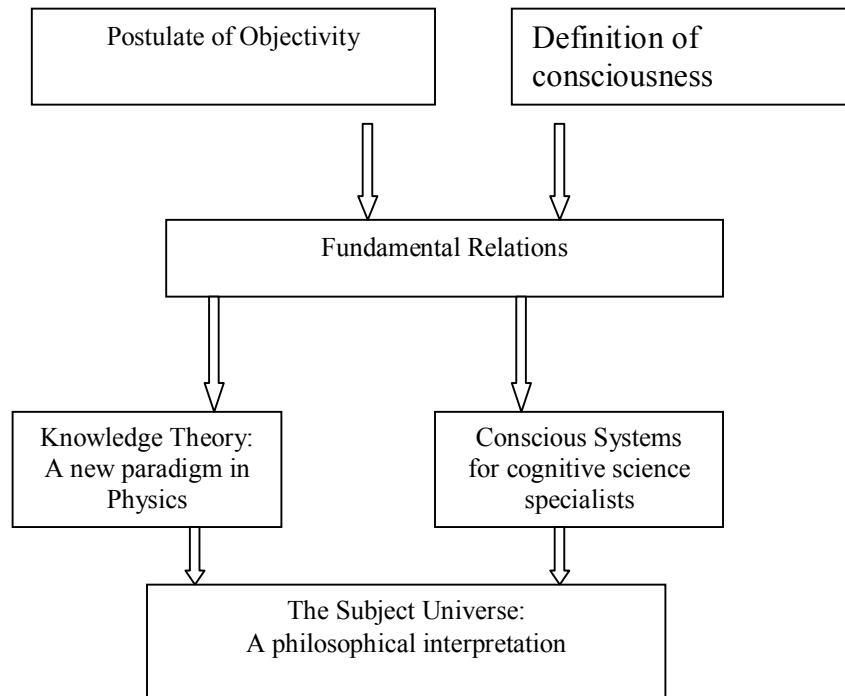 Postulate of Objectivity
Definition of
consciousness
Fundamental Relations
Knowledge Theory:
A new paradigm in
Physics
Conscious Systems
for cognitive science
specialists
The Subject Universe:
A philosophical interpretation